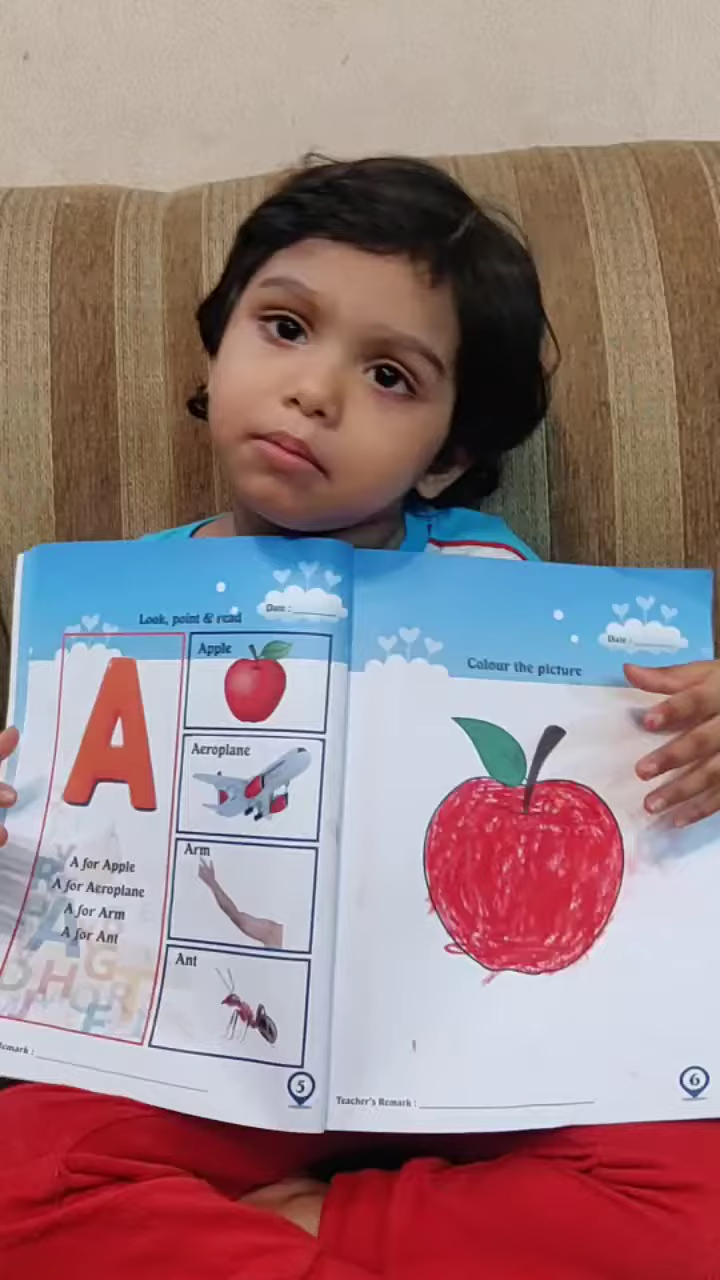 Look, point & read
Date :
A
A for Apple
A for Aeroplane
A for Arm
A for Ant
Apple
Aeroplane
Arm
Ant
Remark :
5
Date :
Colour the picture
Teacher's Remark :
6